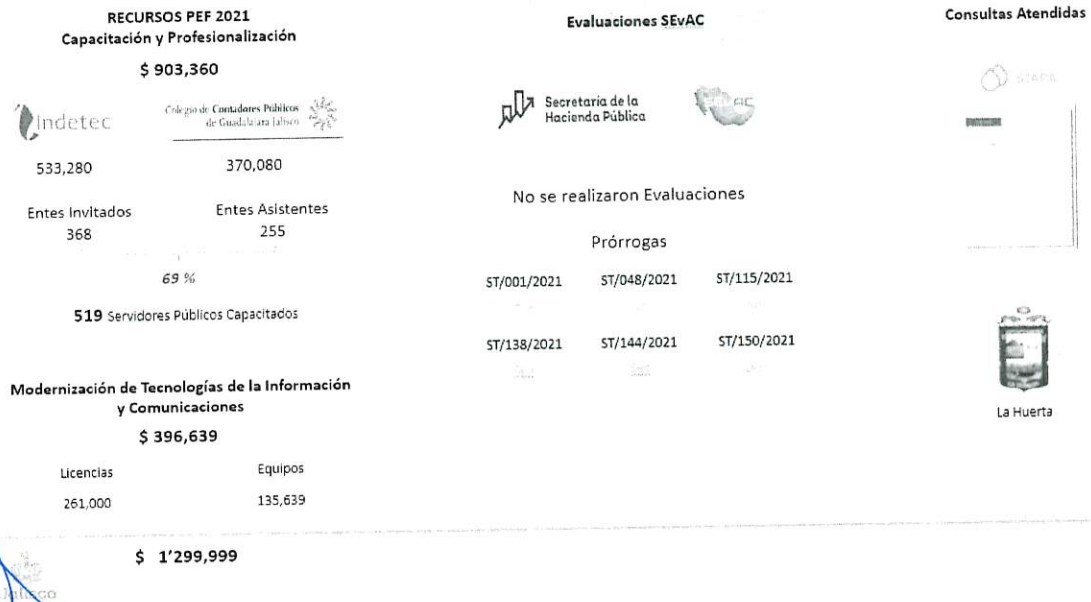 RECURSOS PEF 2021
Capacitación y Profesionalización
$ 903,360
Indetec
Colegio de Contadores Públicos
de Guadalajara Jalisco
533,280
370,080
Entes Invitados
368
Entes Asistentes
255
69 %
519 Servidores Públicos Capacitados
Modernización de Tecnologías de la Información
y Comunicaciones
$ 396,639
Licencias
261,000
Equipos
135,639
$ 1’299,999
Jalisco
Evaluaciones SEvAC
Secretaría de la
Hacienda Pública
No se realizaron Evaluaciones
Prórrogas
ST/001/2021
ST/048/2021
ST/115/2021
ST/138/2021
ST/144/2021
ST/150/2021
Consultas Atendidas
La Huerta